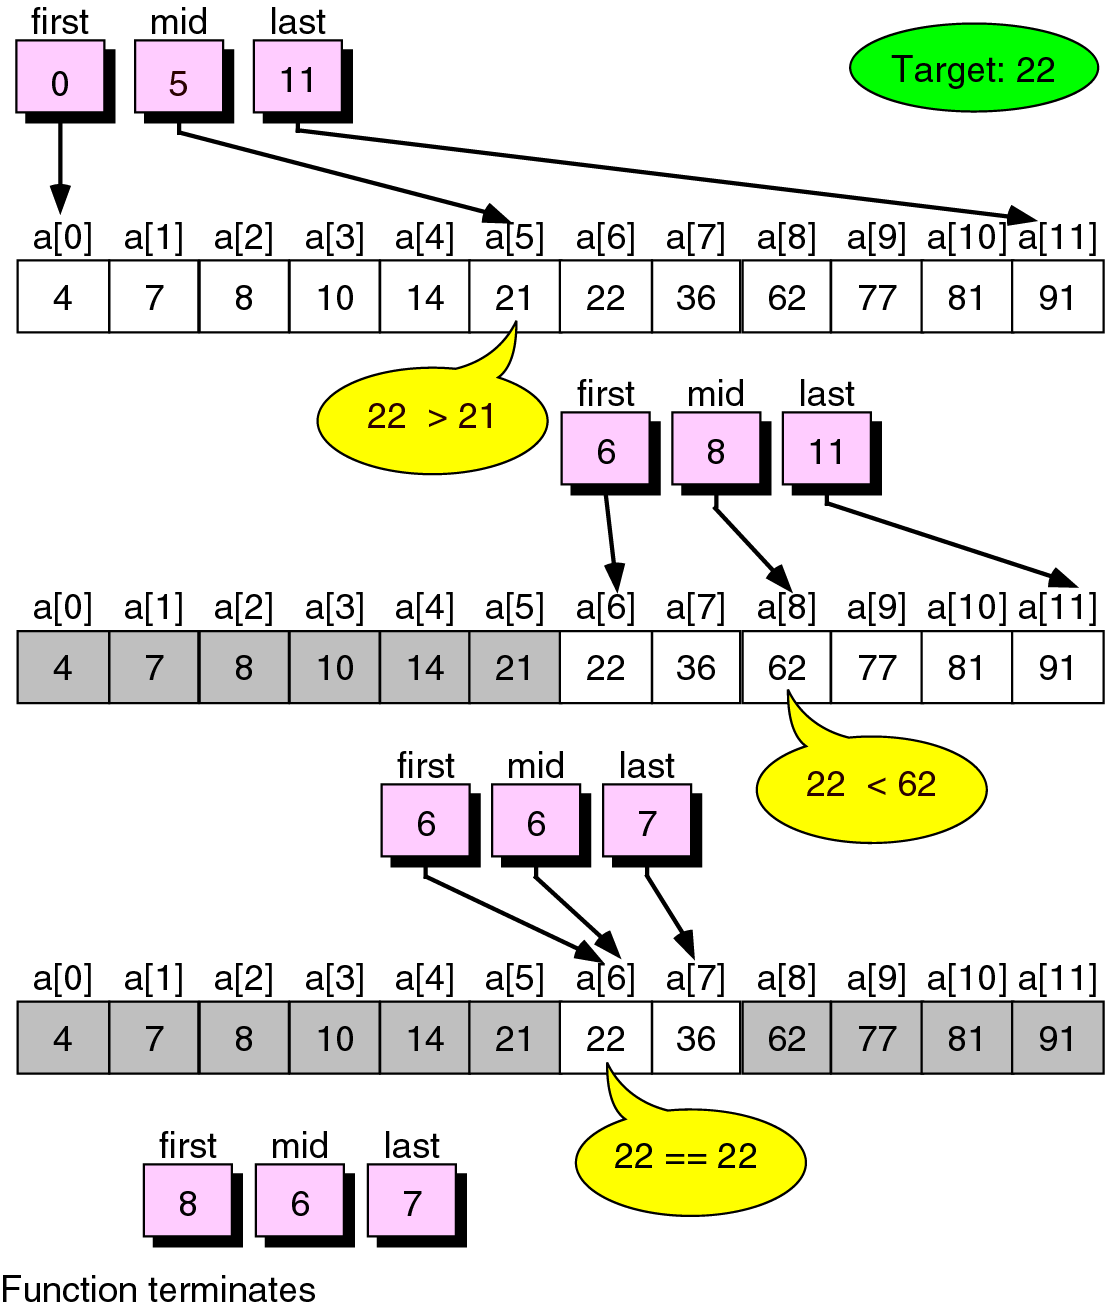 first mid last
0 5 11
Target: 22
a[0] a[1] a[2] a[3] a[4] a[5] a[6] a[7] a[8] a[9] a[10] a[11]
4 7 8 10 14 21 22 36 62 77 81 91
22 > 21
first mid last
6 8 11
a[0] a[1] a[2] a[3] a[4] a[5] a[6] a[7] a[8] a[9] a[10] a[11]
4 7 8 10 14 21 22 36 62 77 81 91
22 < 62
first mid last
6 6 7
a[0] a[1] a[2] a[3] a[4] a[5] a[6] a[7] a[8] a[9] a[10] a[11]
4 7 8 10 14 21 22 36 62 77 81 91
22 == 22
first mid last
8 6 7
Function terminates